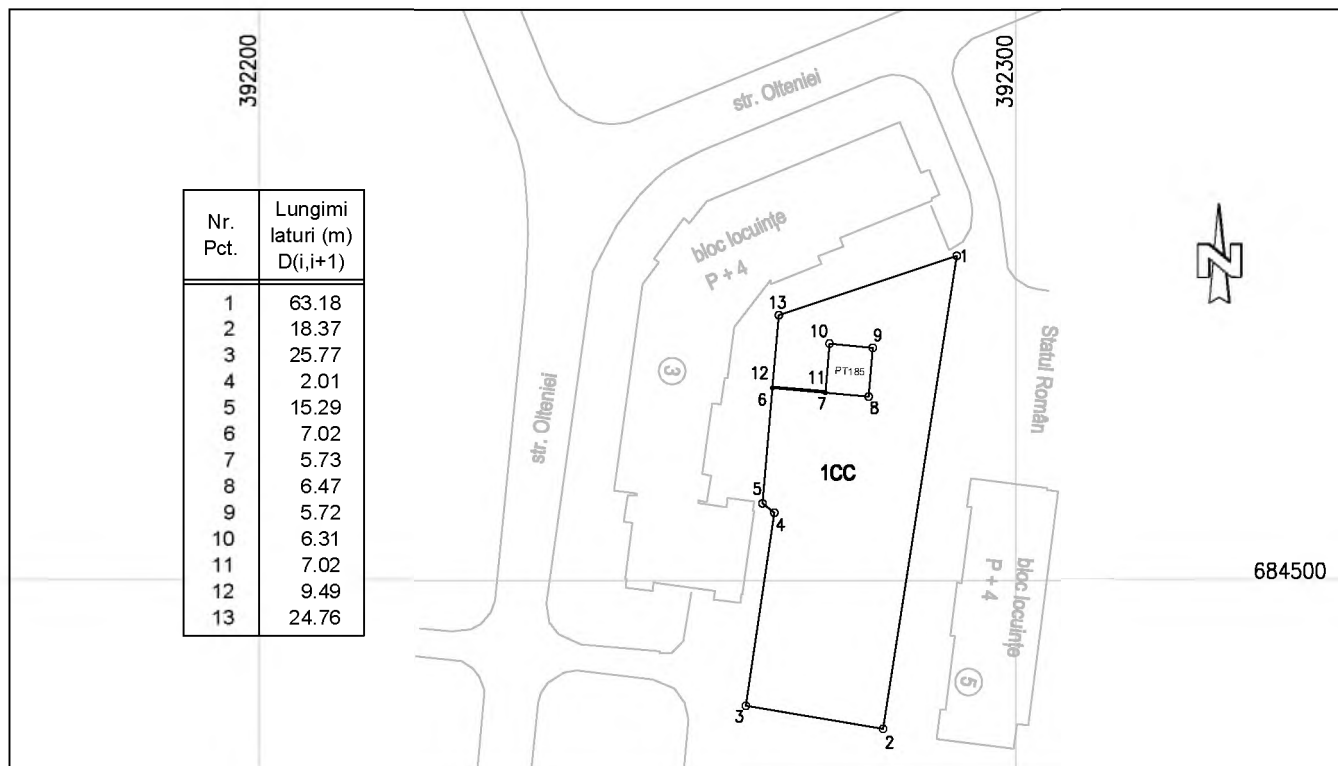 392200
392300
str. Olteniei
Nr. Pct.
Lungimi laturi (m) D(i,i+1)
1 63.18
2 18.37
3 25.77
4 2.01
5 15.29
6 7.02
7 5.73
8 6.47
9 5.72
10 6.31
11 7.02
12 9.49
13 24.76
bloc locuințe
P + 4
1
N
13
10
9
Statul Român
3
12
11
PT185
6
7
8
str. Olteniei
1CC
5
4
684500
bloc locuințe
P + 4
5
3
2